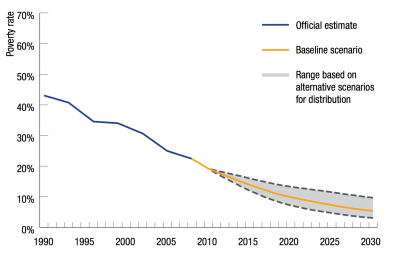 Poverty rate
70%
60%
50%
40%
30%
20%
10%
0%
Official estimate
Baseline scenario
Range based on
alternative scenarios
for distribution
1990 1995 2000 2005 2010 2015 2020 2025 2030